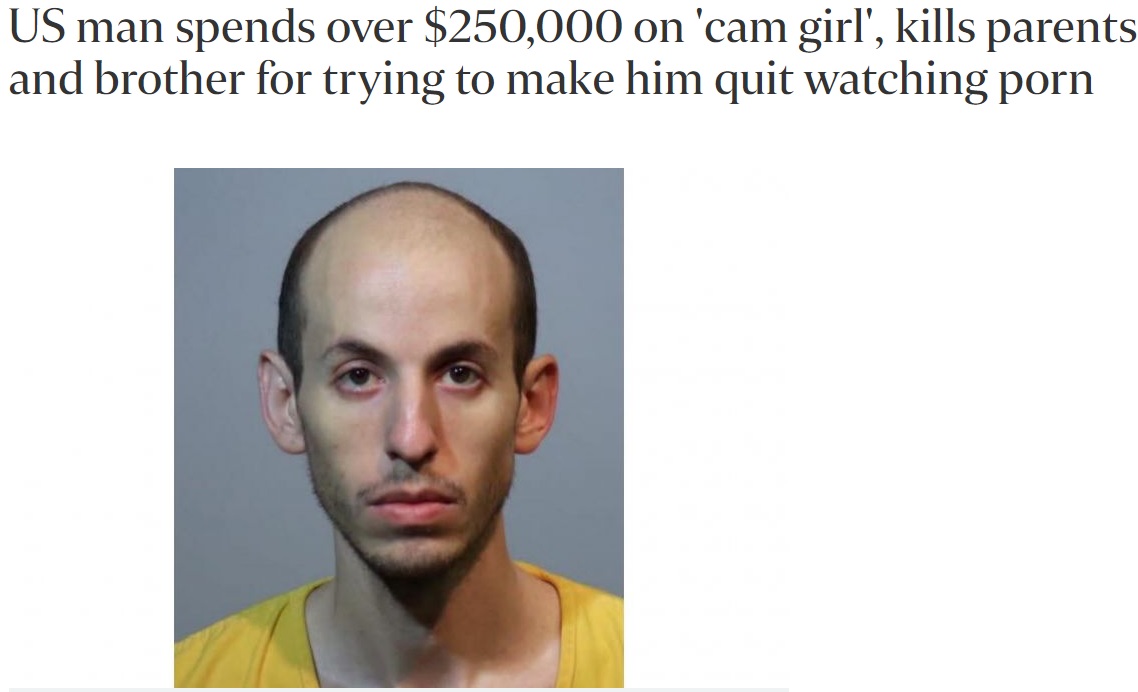 US man spends over $250,000 on 'cam girl', kills parents
and brother for trying to make him quit watching porn